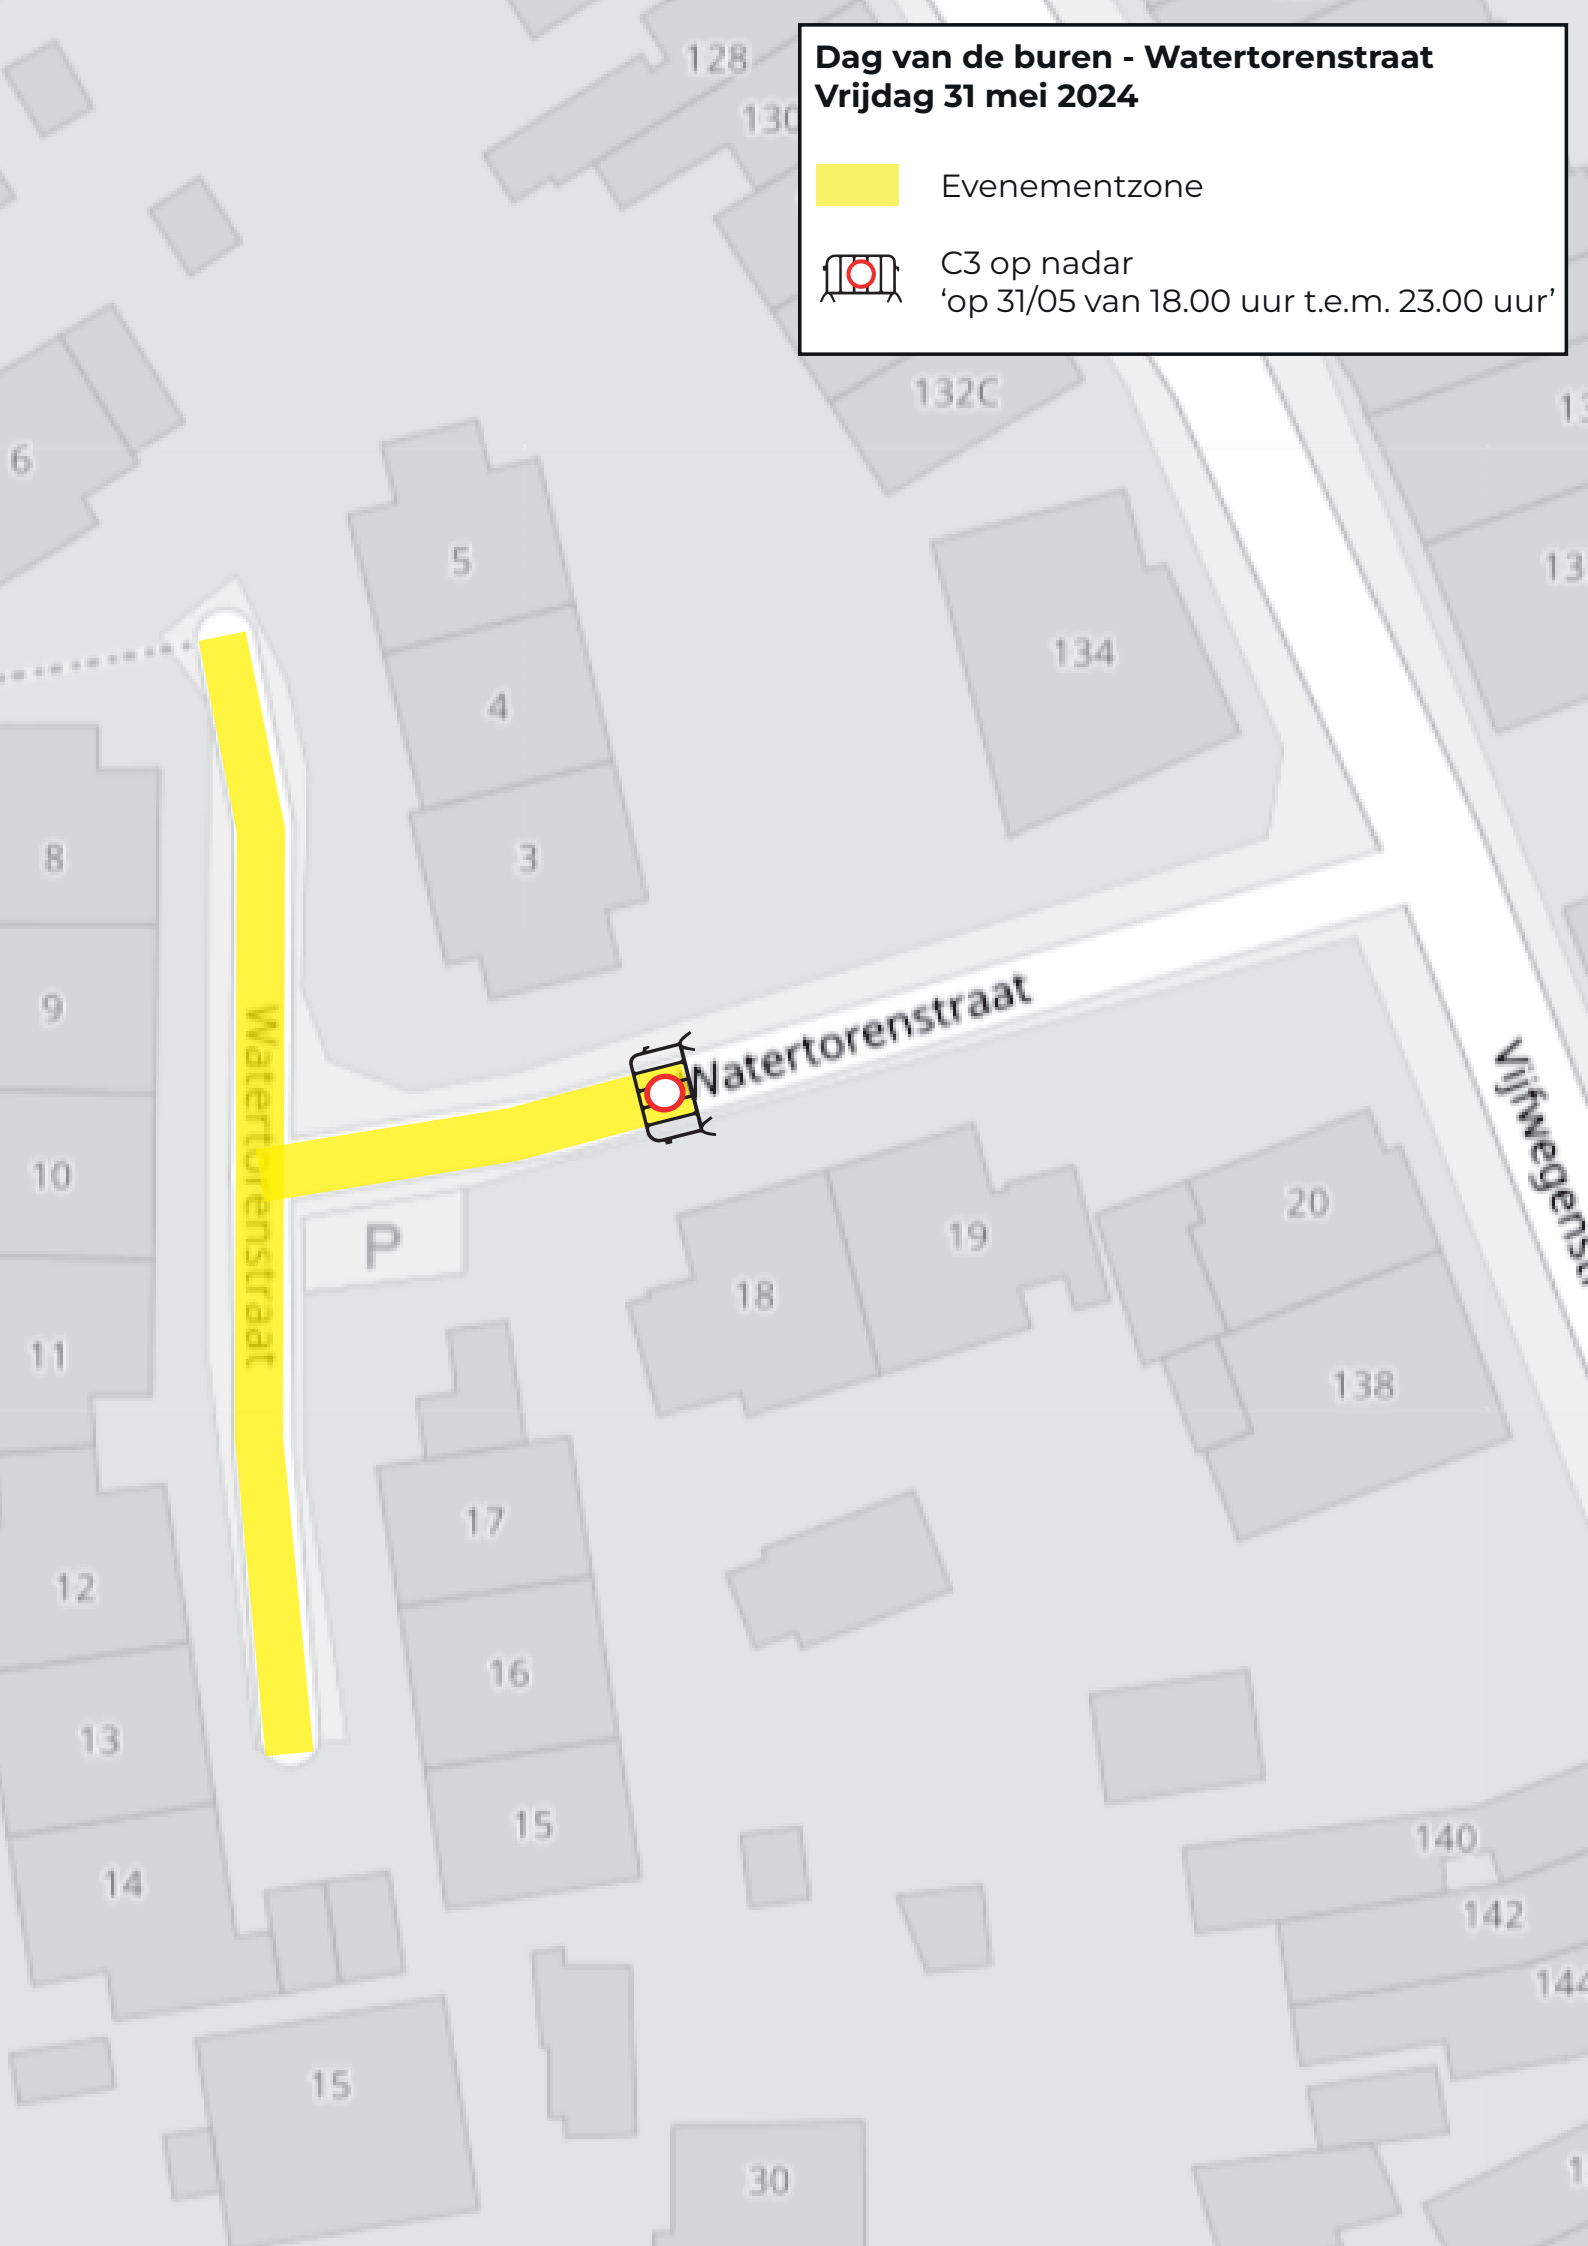 Dag van de buren - Watertorenstraat
Vrijdag 31 mei 2024
Evenementzone
C3 op nadar
‘op 31/05 van 18.00 uur t.e.m. 23.00 uur’
128
130
132C
6
5
134
4
8
3
9
Watertorenstraat
Watertorenstraat
10
P
20
19
18
11
138
17
12
16
13
15
140
14
142
144
15
30